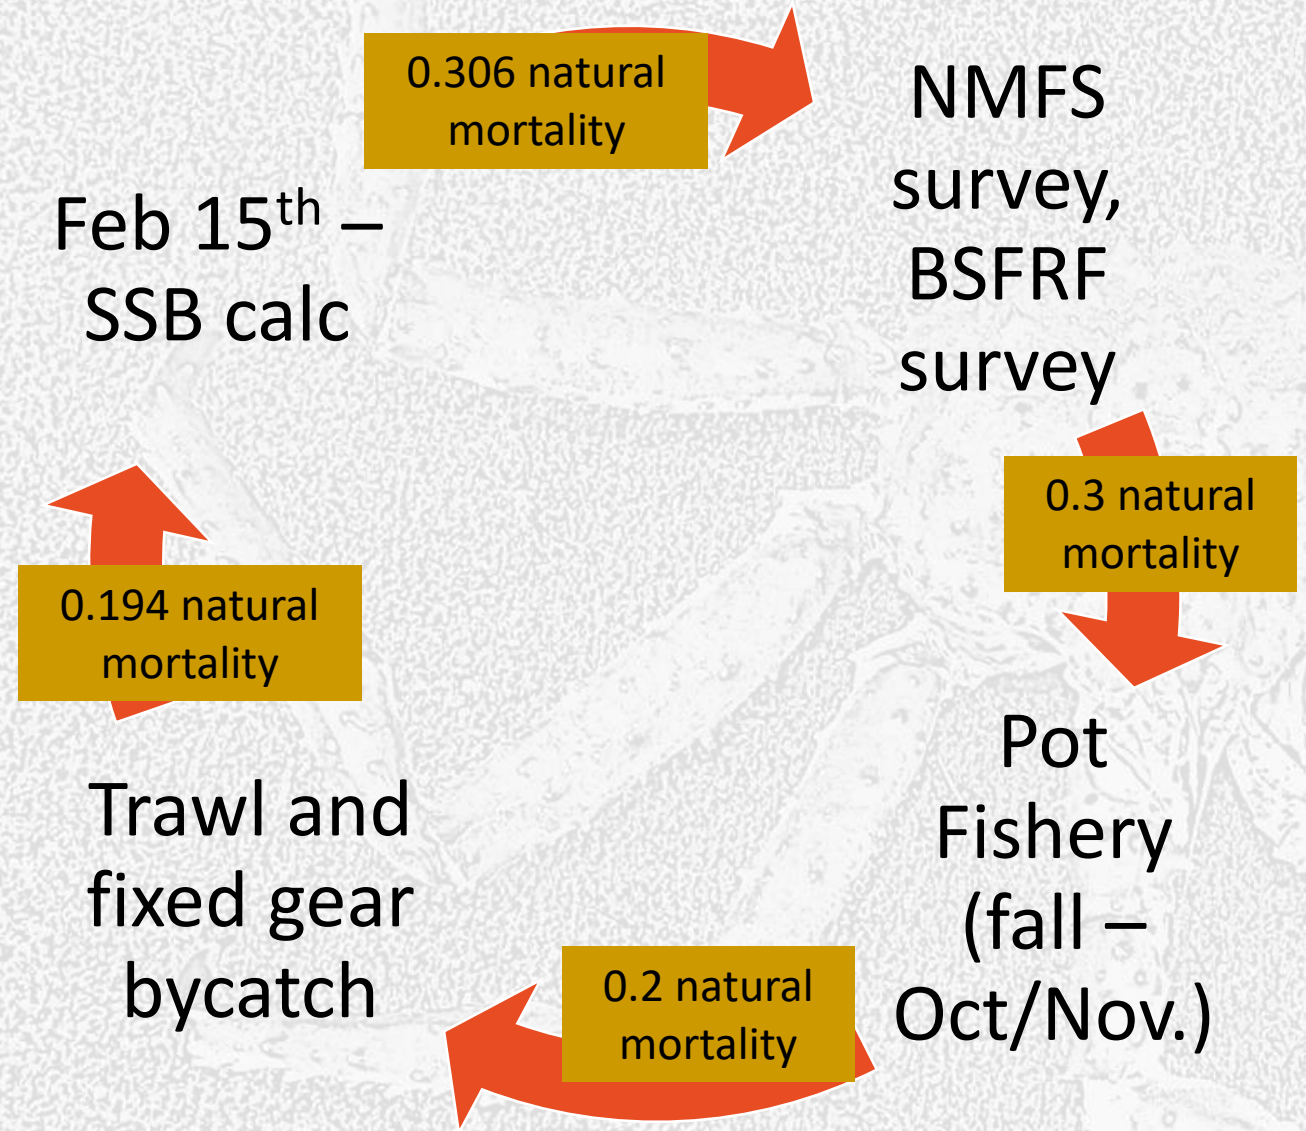 0.306 natural
mortality
NMFS
survey,
BSFRF
survey
Feb 15th –
SSB calc
0.3 natural
mortality
0.194 natural
mortality
Pot
Fishery
(fall –
Oct/Nov.)
Trawl and
fixed gear
bycatch
0.2 natural
mortality